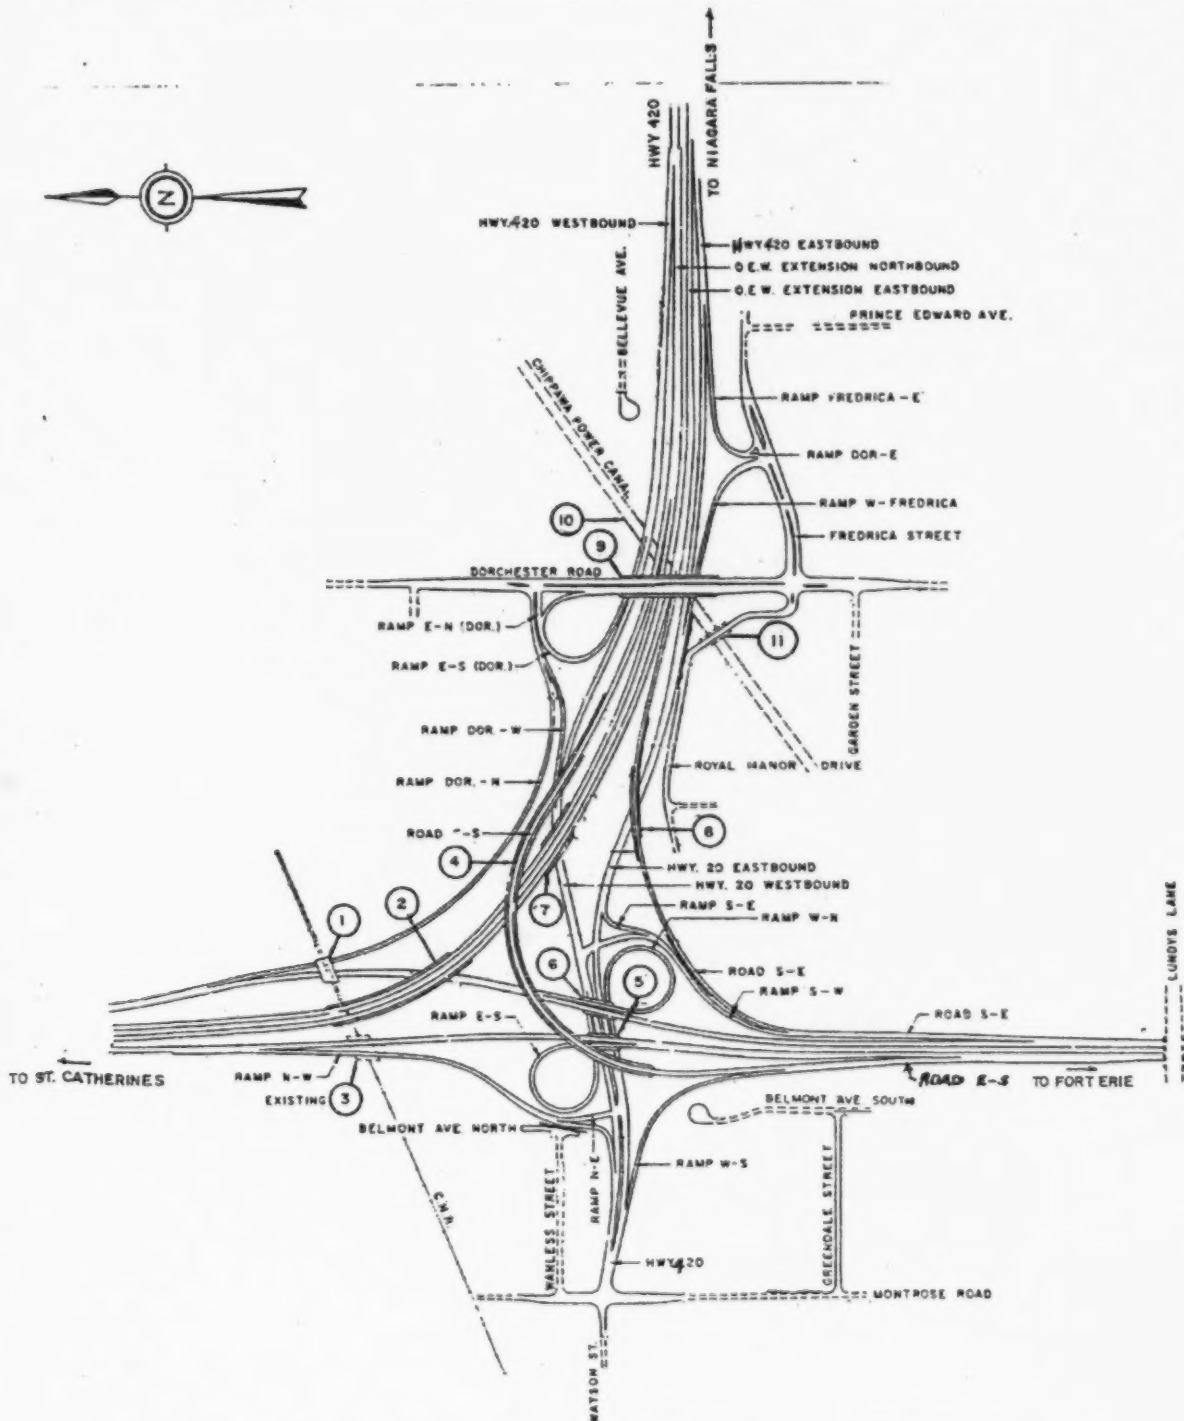 HWY 420
TO NIAGARA FALLS
N
HWY.420 WESTBOUND
HWY 420 EASTBOUND
Q.E.W. EXTENSION NORTHBOUND
Q.E.W. EXTENSION EASTBOUND
BELLEVUE AVE.
PRINCE EDWARD AVE.
CHIPPAWA POWER CANAL
RAMP FREDRICA-E
RAMP DOR-E
RAMP W-FREDRICA
10
FREDRICA STREET
9
DORCHESTER ROAD
RAMP E-N (DOR.)
11
RAMP E-S (DOR.)
GARDEN STREET
RAMP DOR.-W
ROYAL MANOR DRIVE
RAMP DOR.-N
ROAD -S
8
4
HWY. 20 EASTBOUND
HWY. 20 WESTBOUND
7
RAMP S-E
RAMP W-N
1
2
6
5
ROAD S-E
RAMP S-W
LUNDYS LANE
RAMP E-S
ROAD S-E
TO ST. CATHERINES
RAMP N-W
ROAD E-S
TO FORT ERIE
EXISTING 3
BELMONT AVE SOUTH
BELMONT AVE NORTH
RAMP N-E
RAMP W-S
WANLESS STREET
C.N.R.
GREENDALE STREET
HWY 420
MONTROSE ROAD
WATSON ST.